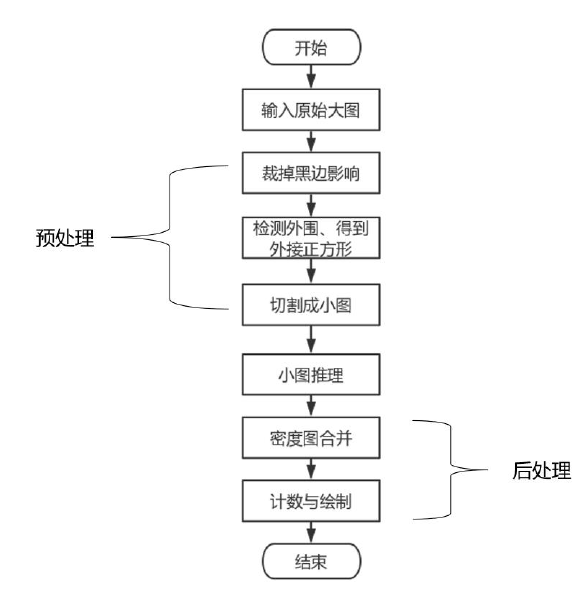 开始
输入原始大图
裁掉黑边影响
预处理
检测外围、得到
外接正方形
切割成小图
小图推理
密度图合并
后处理
计数与绘制
结束